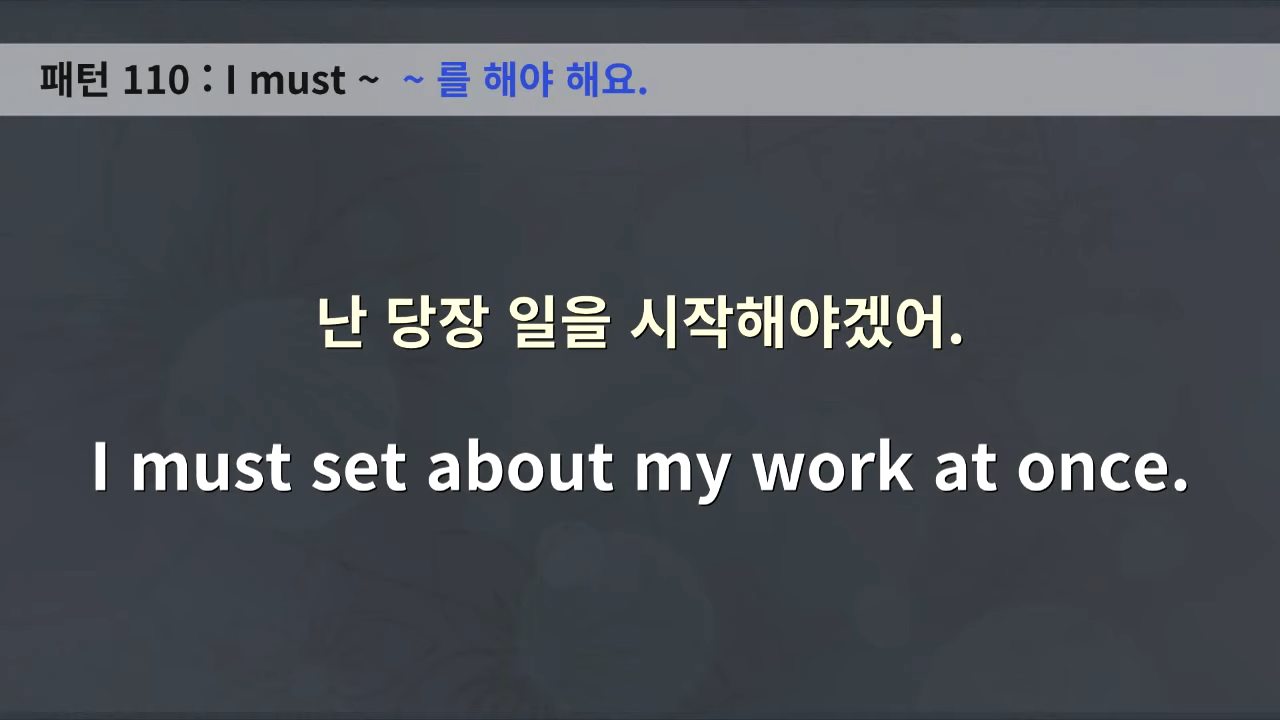 패턴 110 : I must ~ ~ 를 해야 해요.
난 당장 일을 시작해야겠어.
I must set about my work at once.